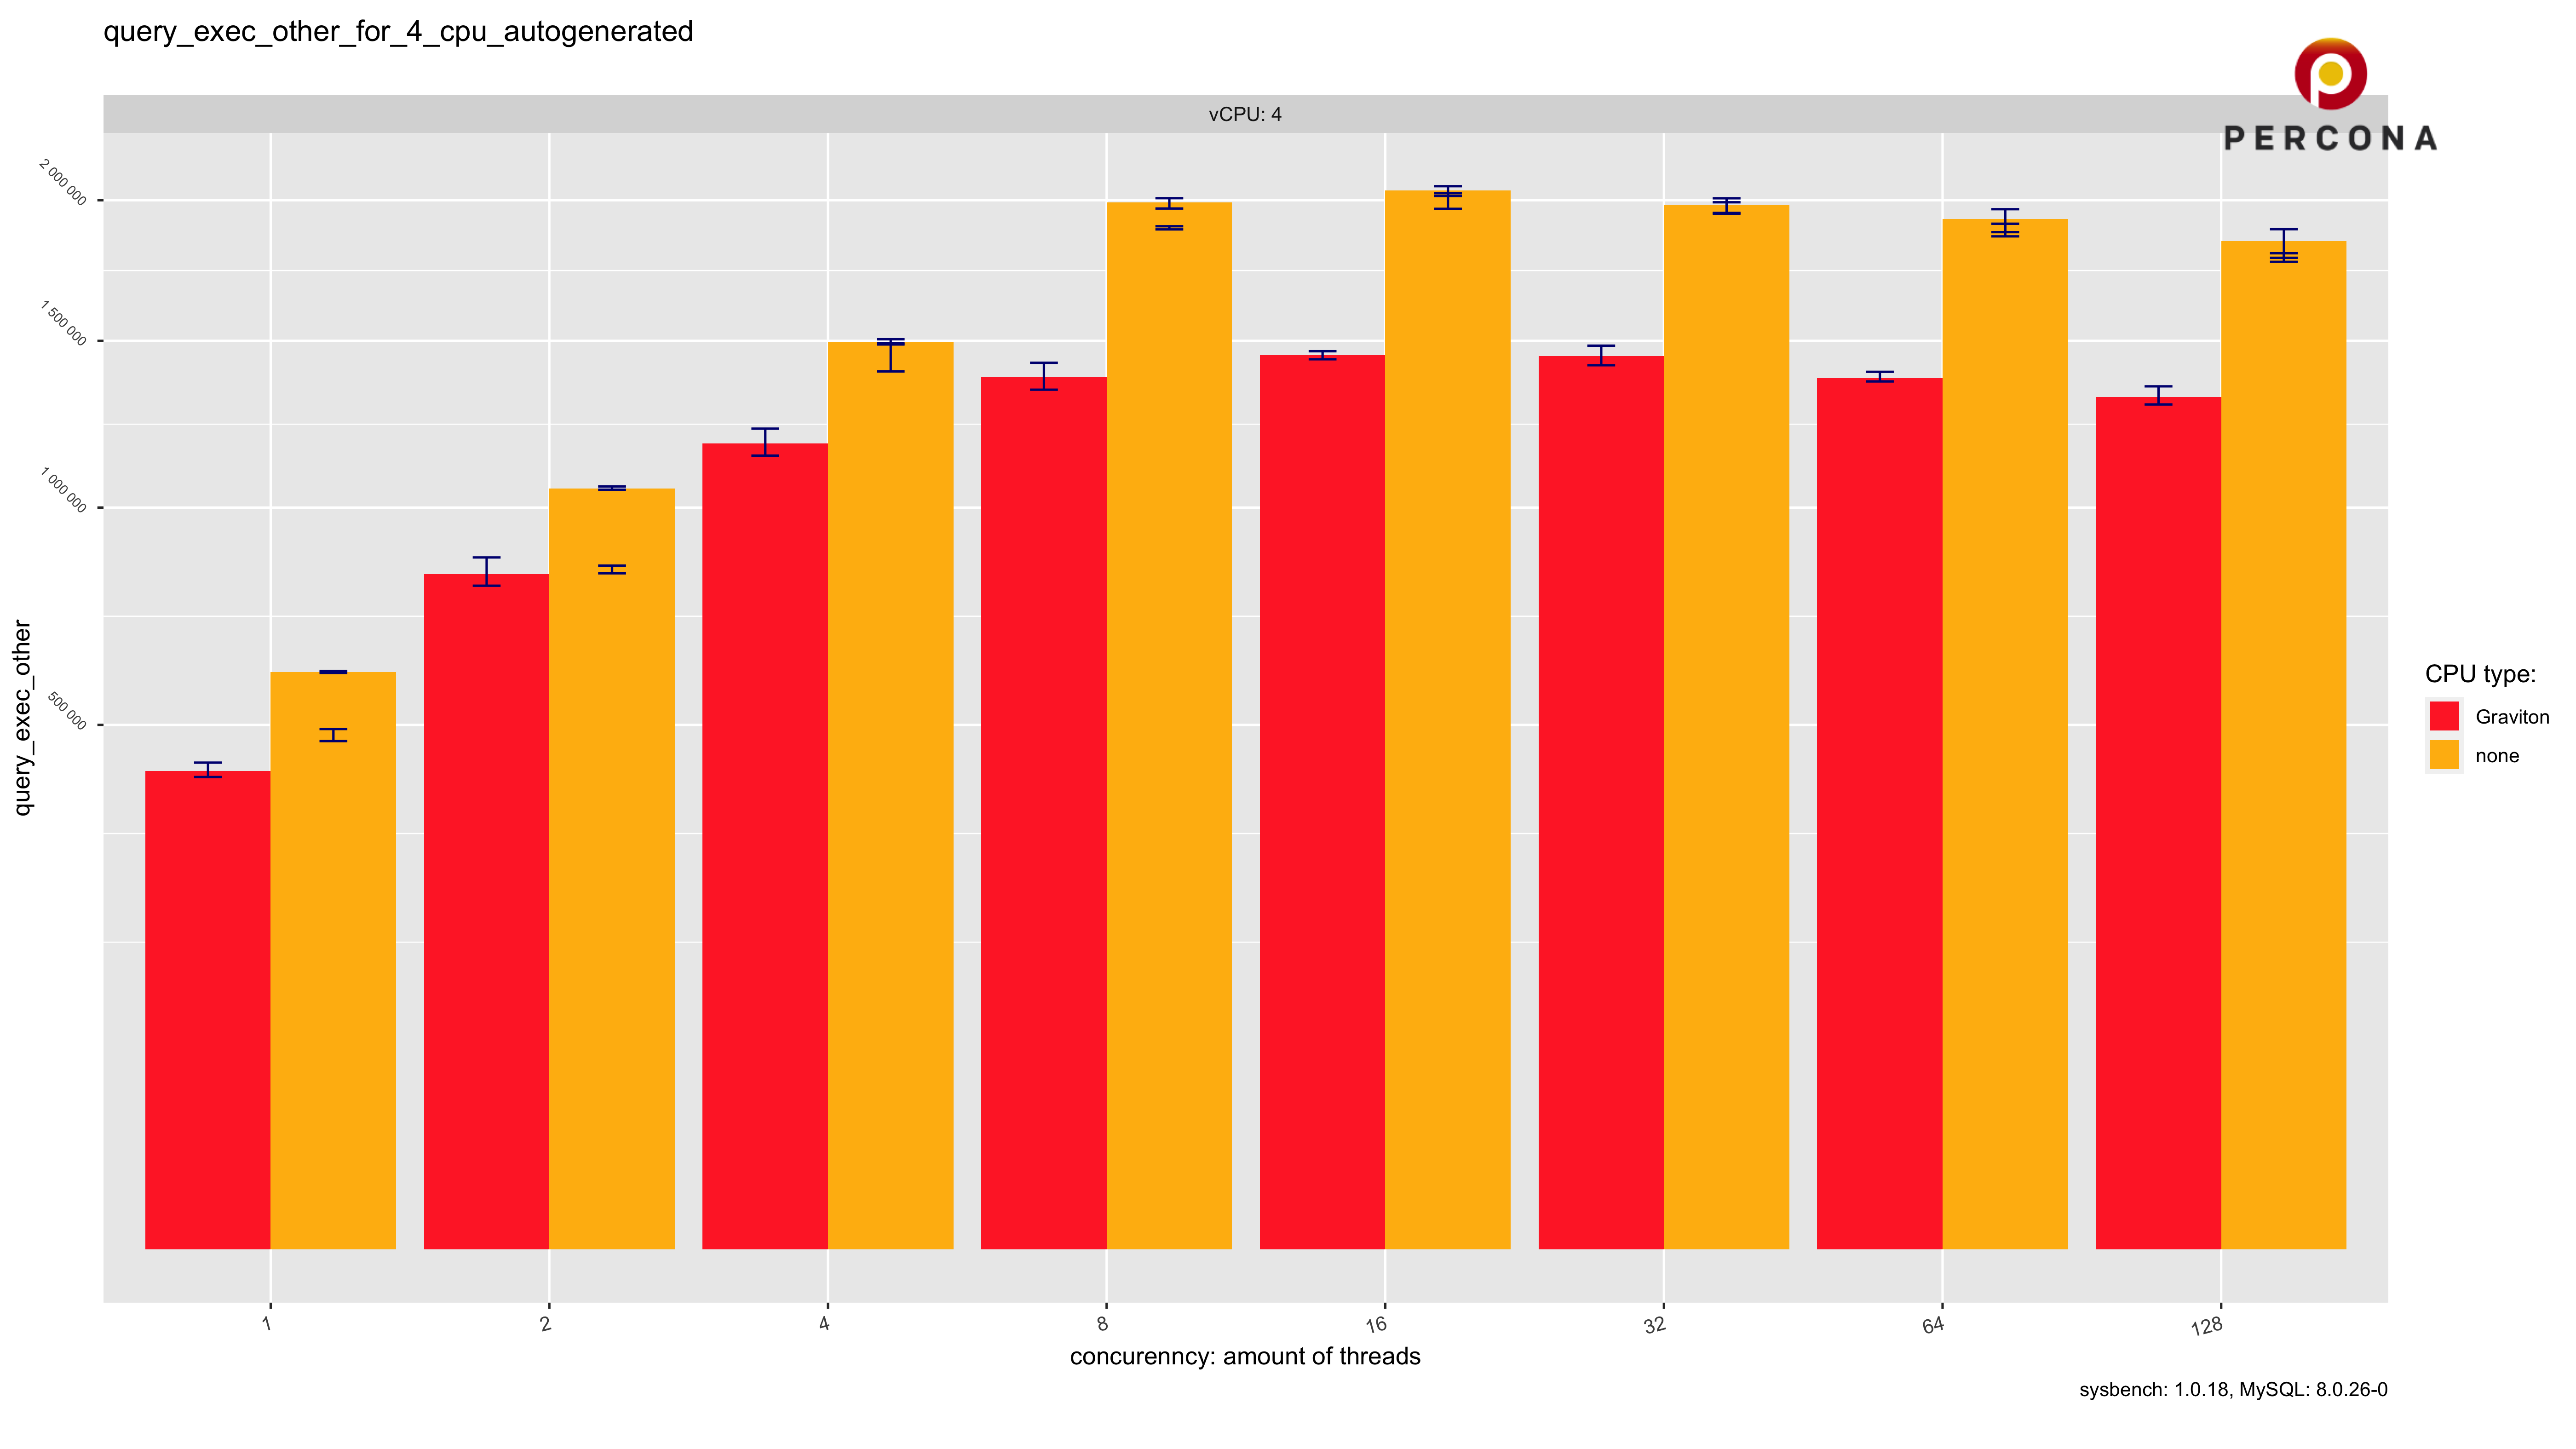 query_exec_other_for_4_cpu_autogenerated
PERCONA
vCPU: 4
2 000 000
1 500 000
1 000 000
500 000
query_exec_other
CPU type:
Graviton
none
1 2 4 8 16 32 64 128
concurenncy: amount of threads
sysbench: 1.0.18, MySQL: 8.0.26-0